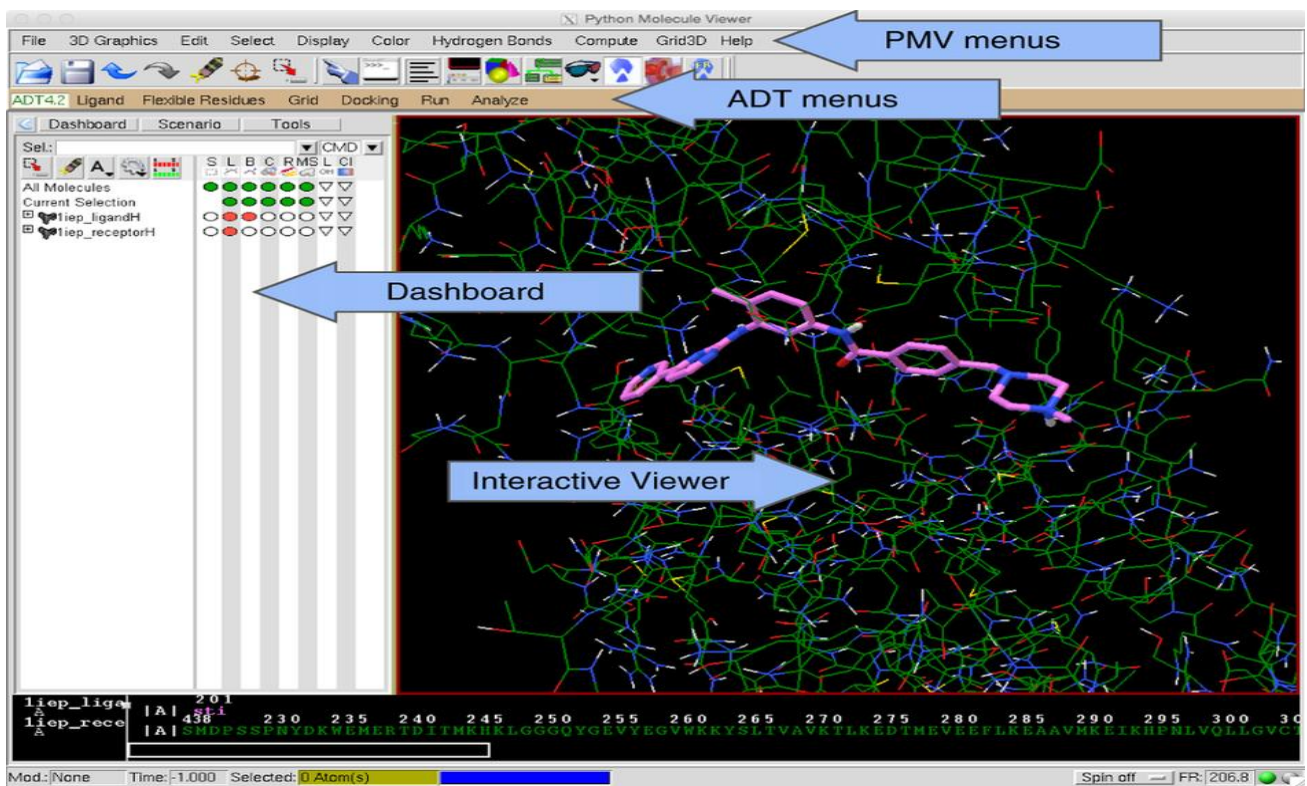 Python Molecule Viewer
File 3D Graphics Edit Select Display Color Hydrogen Bonds Compute Grid3D Help
PMV menus
ADT4.2 Ligand Flexible Residues Grid Docking Run Analyze
ADT menus
Dashboard Scenario Tools
Sel.: CMD
A S L B C R MS L Cl
All Molecules
Current Selection
1iep_ligandH
1iep_receptorH
Dashboard
Interactive Viewer
1iep_liga |A| 201
A sti
438 230 235 240 245 250 255 260 265 270 275 280 285 290 295 300 30
1iep_rece |A| SMDPSSPNYDKWEMERTDITMKHKLGGGQYGEVYEGVWKKYSLTVAVKTLKEDTMEVEEFLKEAAVMKEIKHPNLVQLLGVCT
A
Mod.: None Time: -1.000 Selected: 0 Atom(s) Spin off FR: 206.8